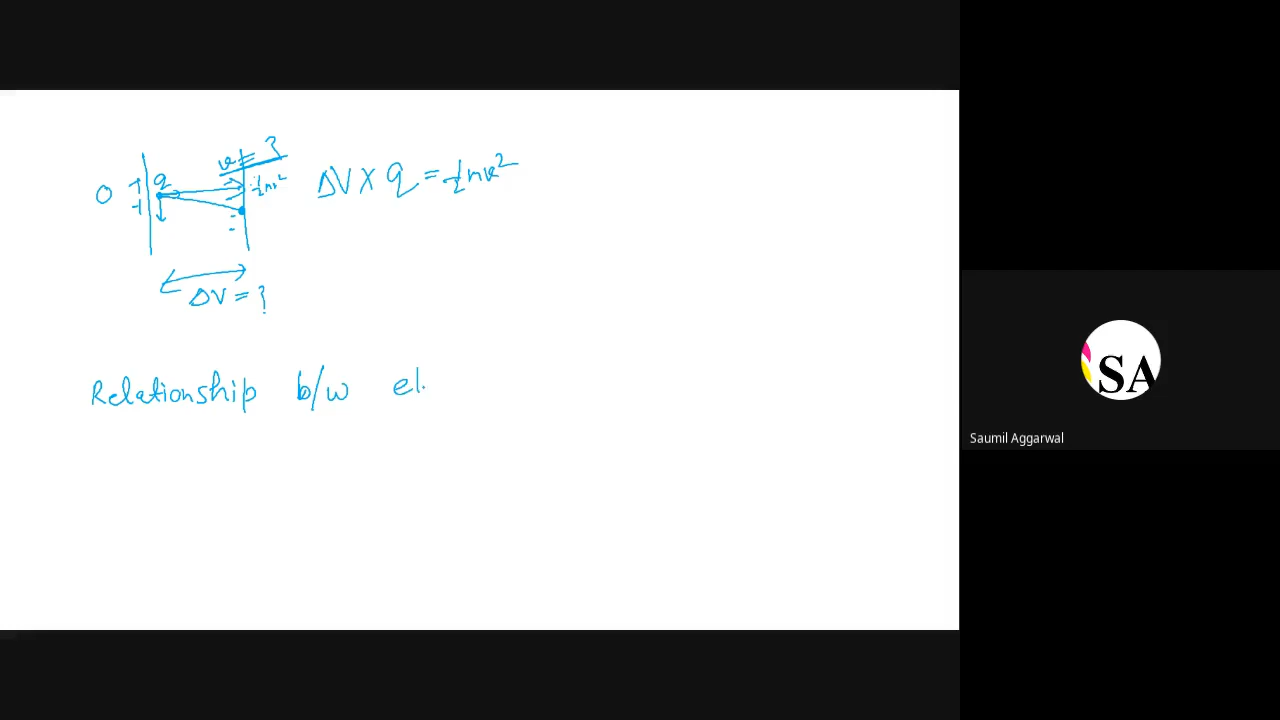 v = ?
0 + q ½mv²
+
-
-
ΔV × q = ½mv²
ΔV = ?
Relationship b/w el
SA
Saumil Aggarwal